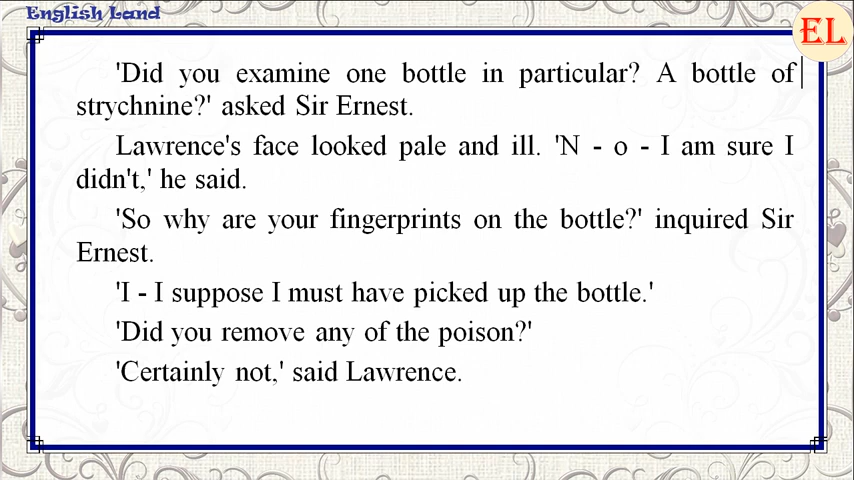 English Land
EL
'Did you examine one bottle in particular? A bottle of
strychnine?' asked Sir Ernest.
Lawrence's face looked pale and ill. 'N - o - I am sure I
didn't,' he said.
'So why are your fingerprints on the bottle?' inquired Sir
Ernest.
'I - I suppose I must have picked up the bottle.'
'Did you remove any of the poison?'
'Certainly not,' said Lawrence.